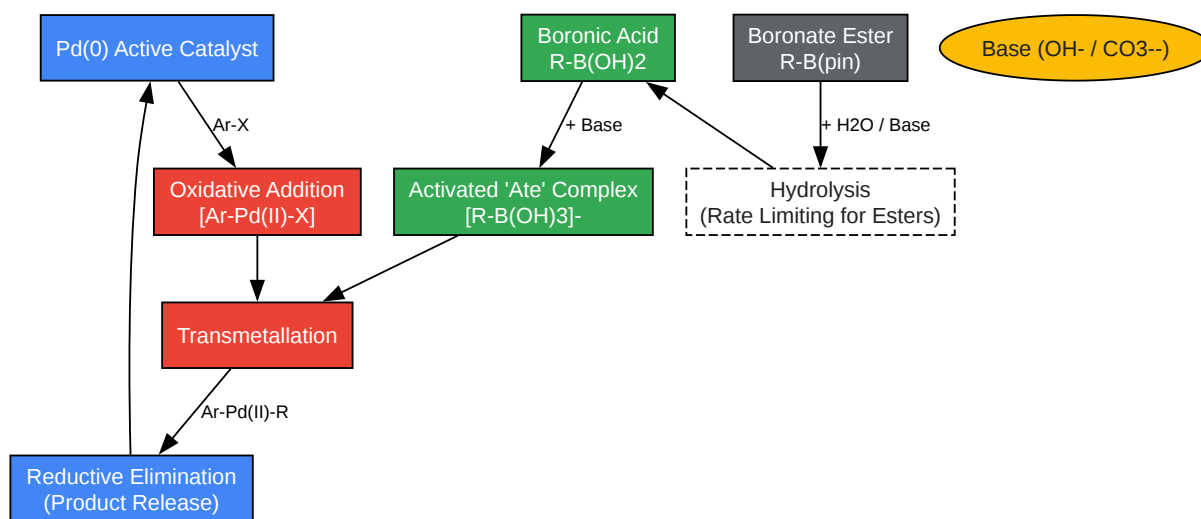 Pd(0) Active Catalyst
Boronic Acid
R-B(OH)2
Boronate Ester
R-B(pin)
Base (OH- / CO3--)
Ar-X
+ Base
+ H2O / Base
Oxidative Addition
[Ar-Pd(II)-X]
Activated 'Ate' Complex
[R-B(OH)3]-
Hydrolysis
(Rate Limiting for Esters)
Transmetallation
Ar-Pd(II)-R
Reductive Elimination
(Product Release)